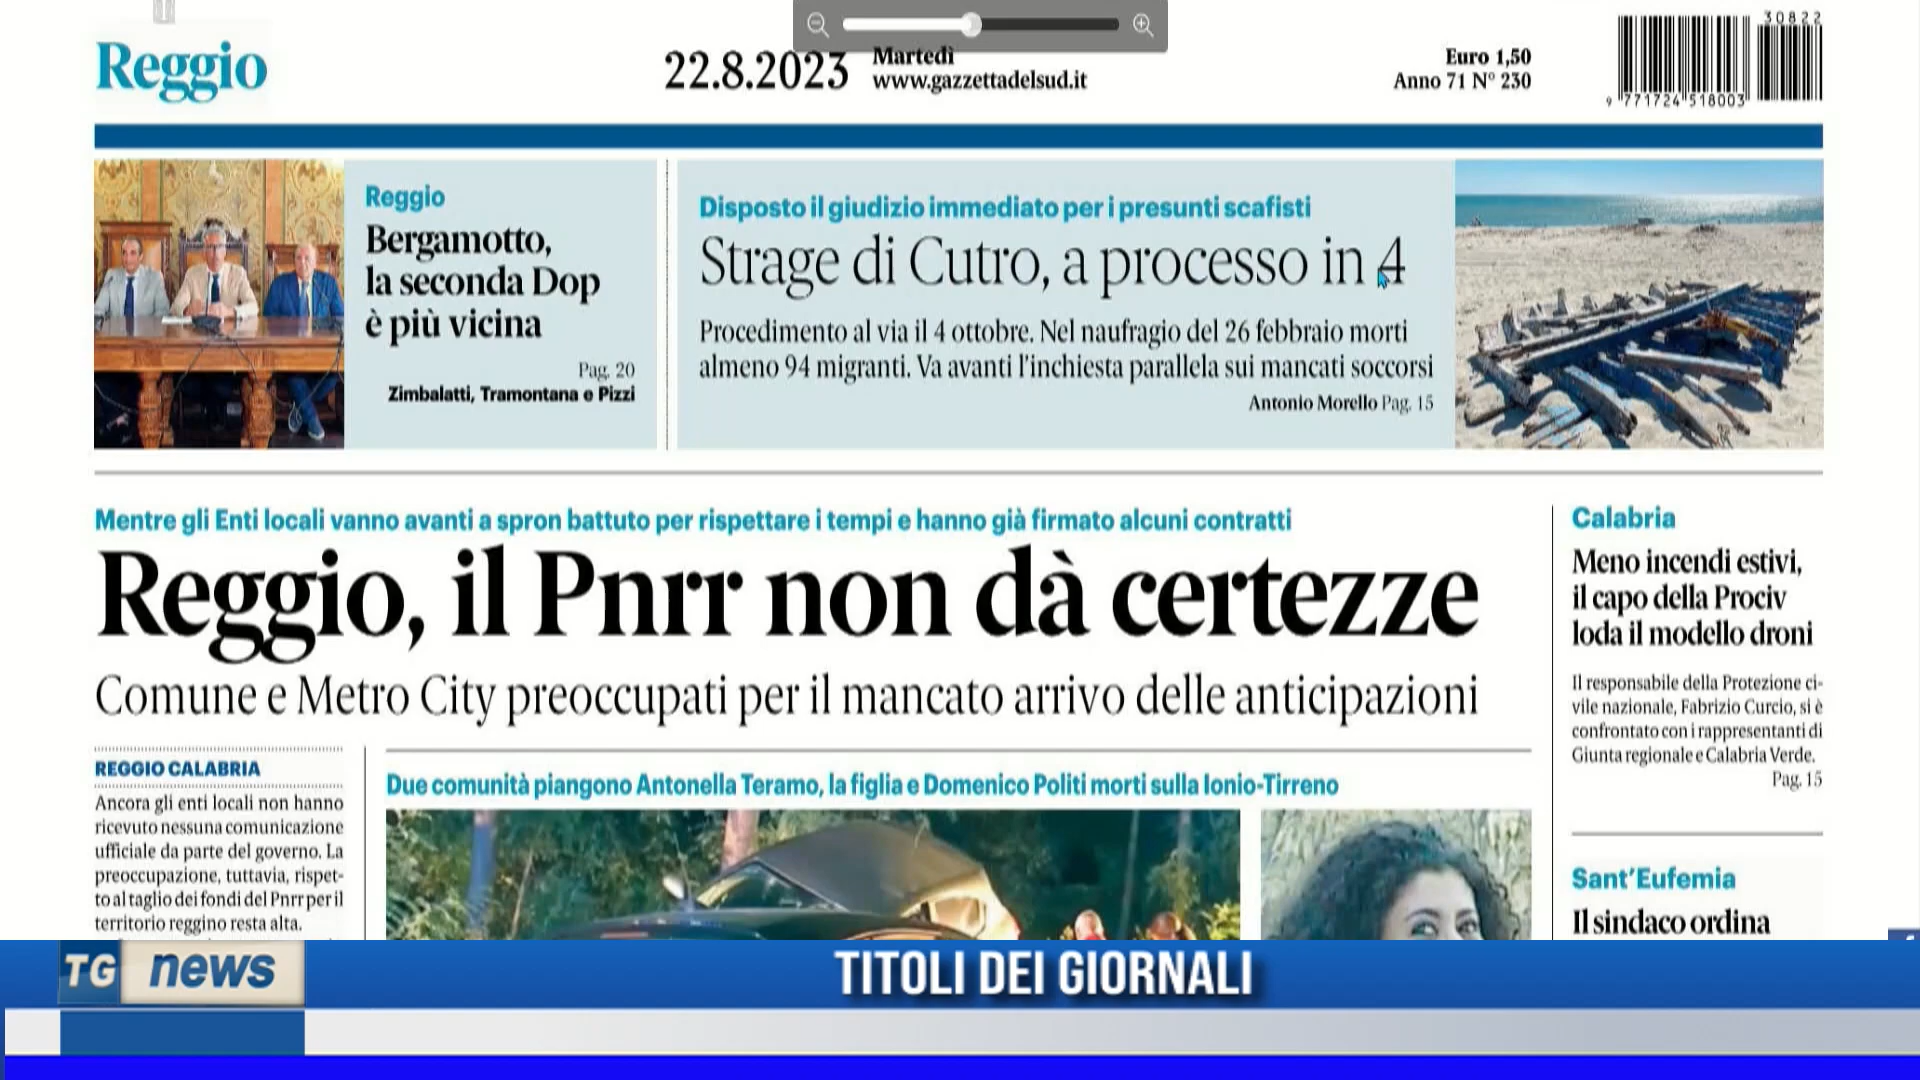 Reggio
22.8.2023
Martedì
www.gazzettadelsud.it
Euro 1,50
Anno 71 N° 230
30822
9 771724 518003
Reggio
Bergamotto,
la seconda Dop
è più vicina
Pag. 20
Zimbalatti, Tramontana e Pizzi
Disposto il giudizio immediato per i presunti scafisti
Strage di Cutro, a processo in 4
Procedimento al via il 4 ottobre. Nel naufragio del 26 febbraio morti
almeno 94 migranti. Va avanti l'inchiesta parallela sui mancati soccorsi
Antonio Morello Pag. 15
Mentre gli Enti locali vanno avanti a spron battuto per rispettare i tempi e hanno già firmato alcuni contratti
Reggio, il Pnrr non dà certezze
Comune e Metro City preoccupati per il mancato arrivo delle anticipazioni
REGGIO CALABRIA
Ancora gli enti locali non hanno
ricevuto nessuna comunicazione
ufficiale da parte del governo. La
preoccupazione, tuttavia, rispet-
to al taglio dei fondi del Pnrr per il
territorio reggino resta alta.
Due comunità piangono Antonella Teramo, la figlia e Domenico Politi morti sulla Ionio-Tirreno
Calabria
Meno incendi estivi,
il capo della Prociv
loda il modello droni
Il responsabile della Protezione ci-
vile nazionale, Fabrizio Curcio, si è
confrontato con i rappresentanti di
Giunta regionale e Calabria Verde.
Pag. 15
Sant'Eufemia
Il sindaco ordina
TG news
TITOLI DEI GIORNALI